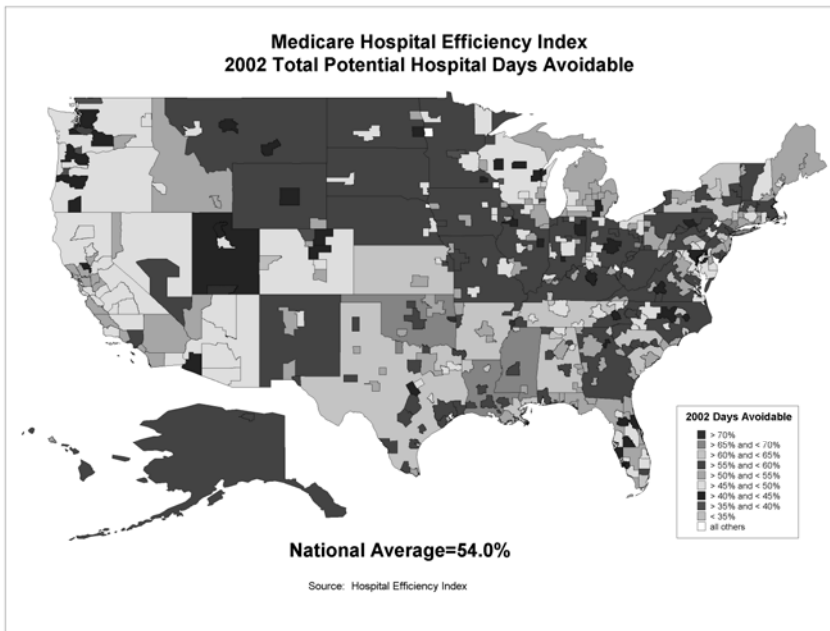 Medicare Hospital Efficiency Index
2002 Total Potential Hospital Days Avoidable
2002 Days Avoidable
> 70%
> 65% and < 70%
> 60% and < 65%
> 55% and < 60%
> 50% and < 55%
> 45% and < 50%
> 40% and < 45%
> 35% and < 40%
< 35%
all others
National Average=54.0%
Source: Hospital Efficiency Index